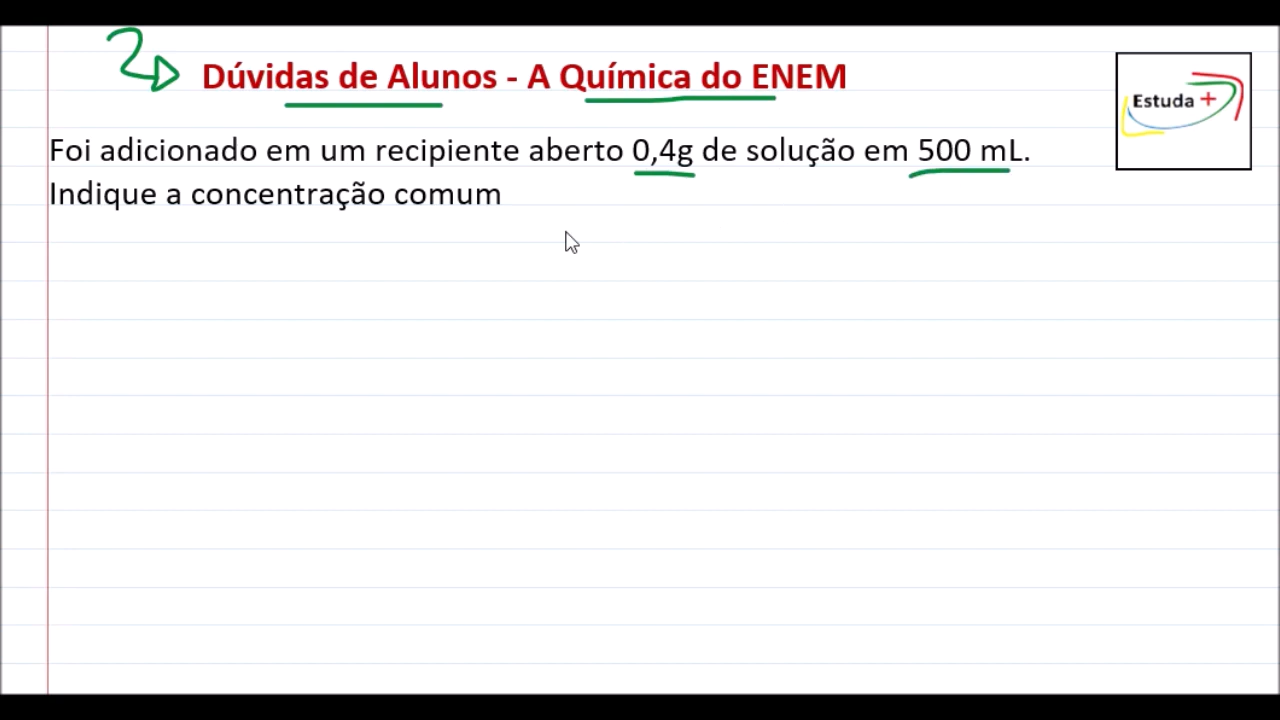 Dúvidas de Alunos - A Química do ENEM
Estuda +
Foi adicionado em um recipiente aberto 0,4g de solução em 500 mL.
Indique a concentração comum